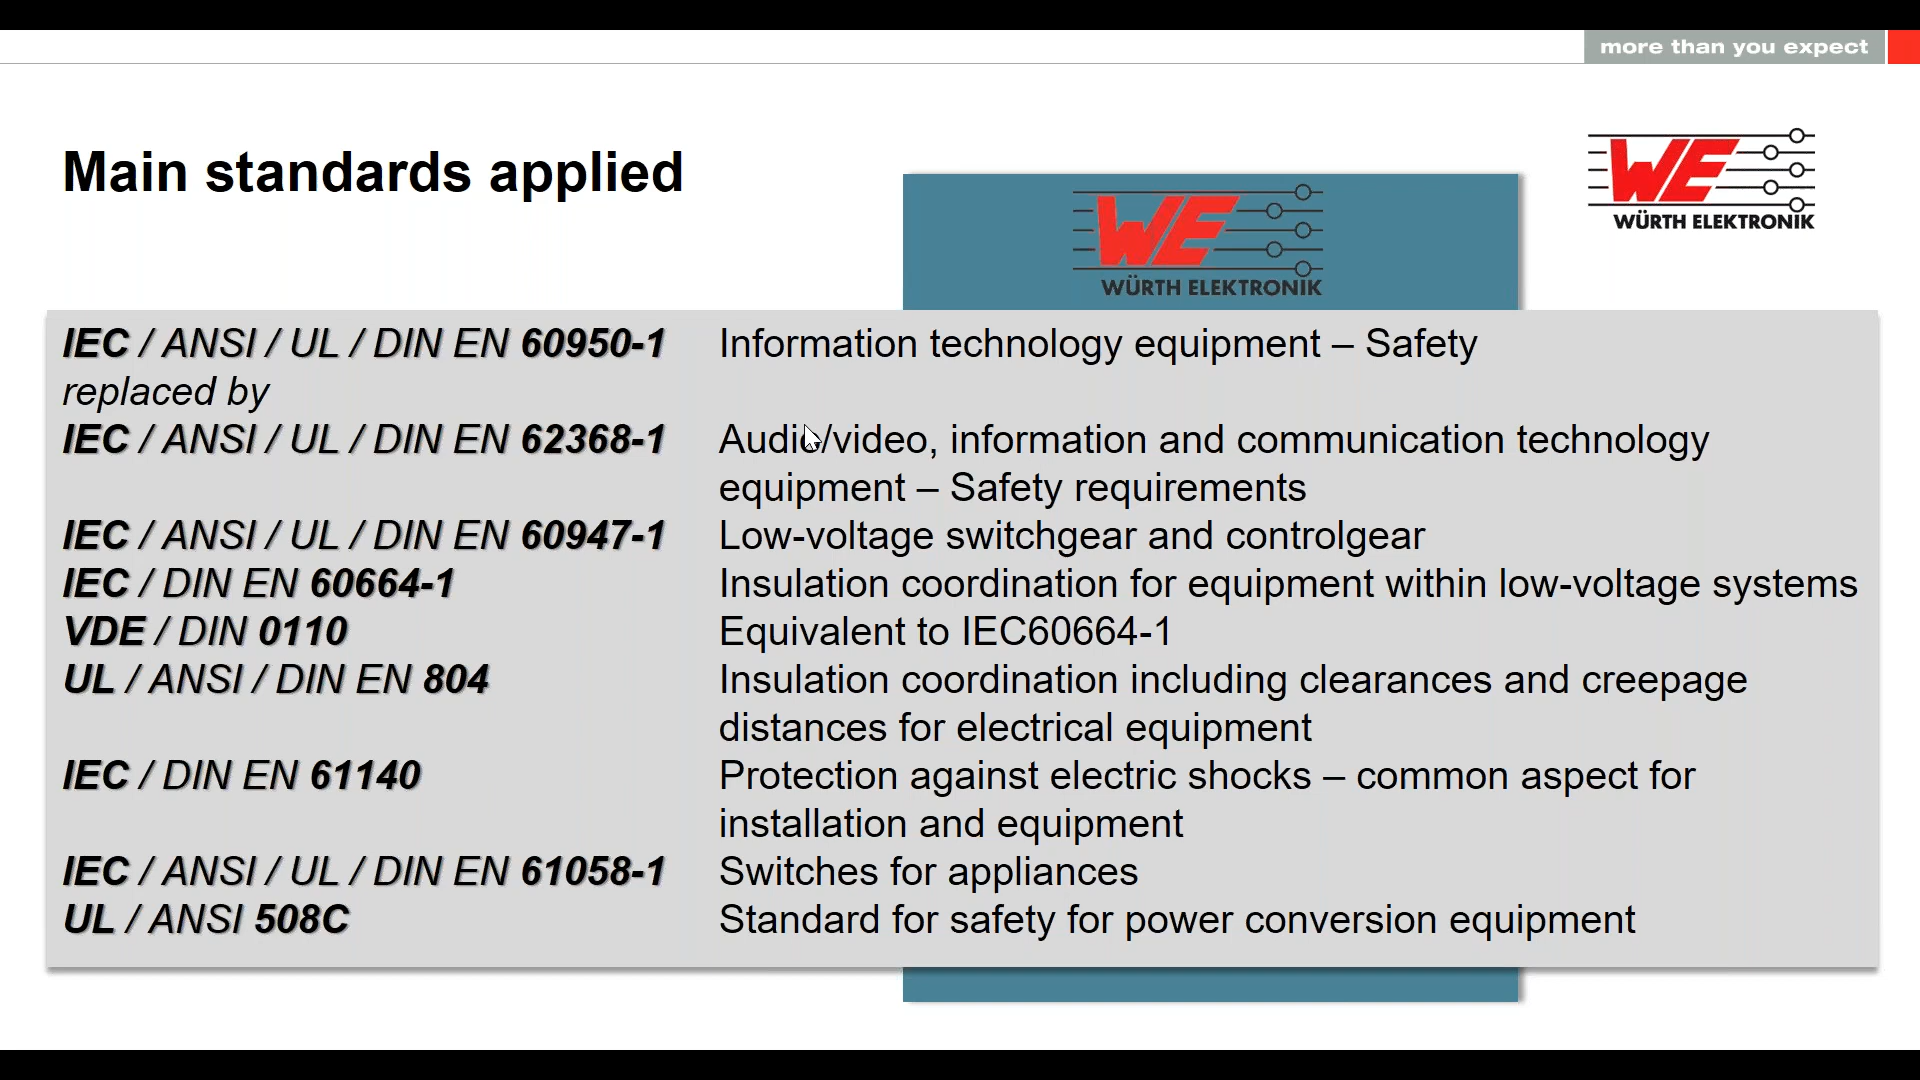 more than you expect
Main standards applied
WE
WÜRTH ELEKTRONIK
WE
WÜRTH ELEKTRONIK
IEC / ANSI / UL / DIN EN 60950-1 Information technology equipment – Safety
replaced by
IEC / ANSI / UL / DIN EN 62368-1 Audio/video, information and communication technology
equipment – Safety requirements
IEC / ANSI / UL / DIN EN 60947-1 Low-voltage switchgear and controlgear
IEC / DIN EN 60664-1 Insulation coordination for equipment within low-voltage systems
VDE / DIN 0110 Equivalent to IEC60664-1
UL / ANSI / DIN EN 804 Insulation coordination including clearances and creepage
distances for electrical equipment
IEC / DIN EN 61140 Protection against electric shocks – common aspect for
installation and equipment
IEC / ANSI / UL / DIN EN 61058-1 Switches for appliances
UL / ANSI 508C Standard for safety for power conversion equipment